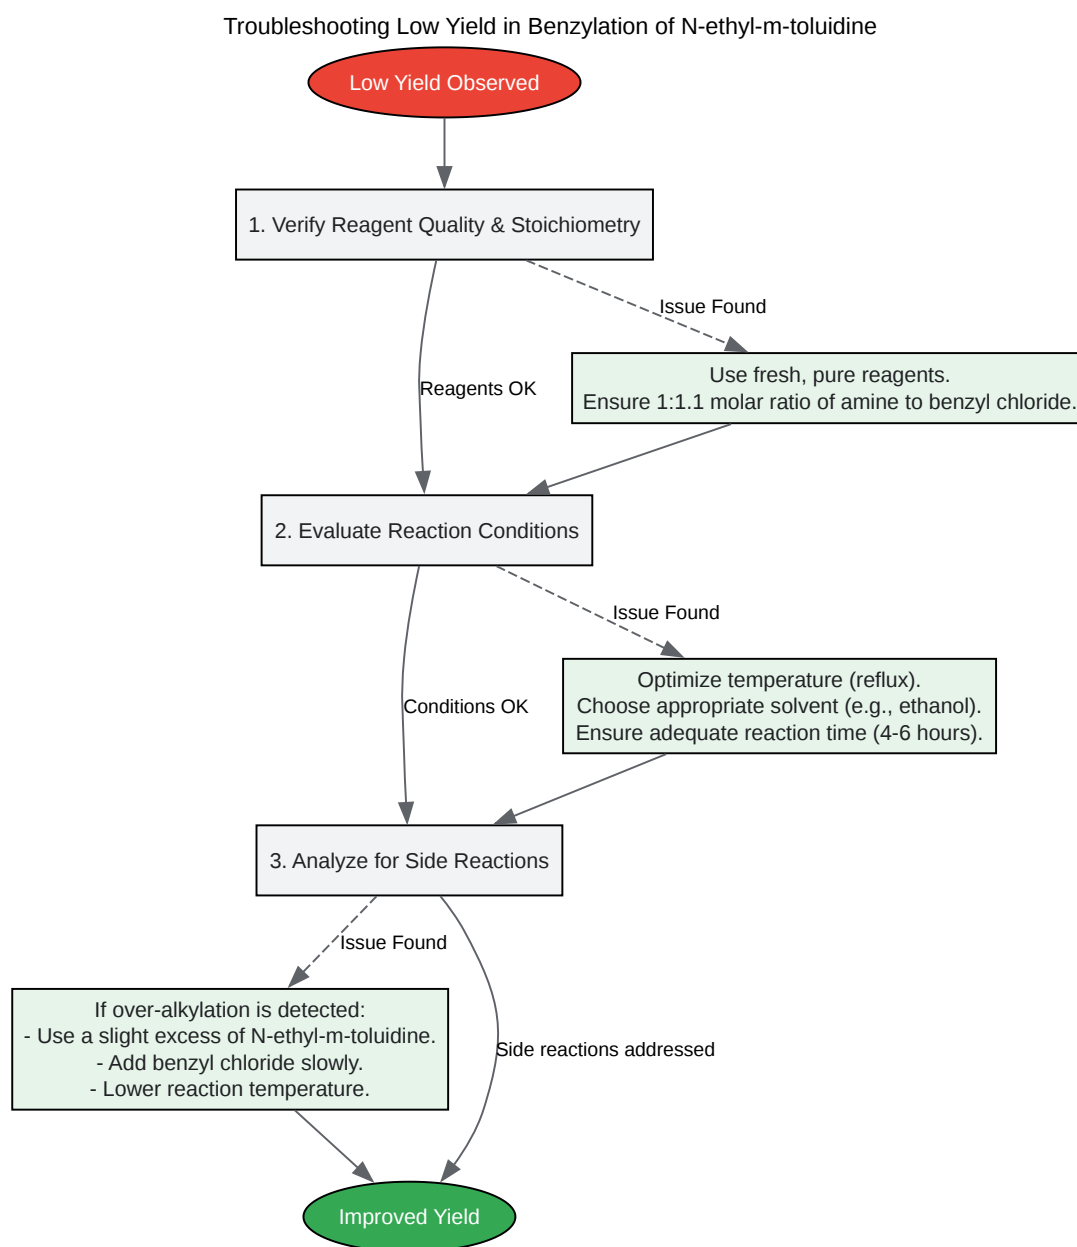 Troubleshooting Low Yield in Benzylation of N-ethyl-m-toluidine
Low Yield Observed
1. Verify Reagent Quality & Stoichiometry
Issue Found
Use fresh, pure reagents.
Ensure 1:1.1 molar ratio of amine to benzyl chloride.
Reagents OK
2. Evaluate Reaction Conditions
Issue Found
Optimize temperature (reflux).
Choose appropriate solvent (e.g., ethanol).
Ensure adequate reaction time (4-6 hours).
Conditions OK
3. Analyze for Side Reactions
Issue Found
If over-alkylation is detected:
- Use a slight excess of N-ethyl-m-toluidine.
- Add benzyl chloride slowly.
- Lower reaction temperature.
Side reactions addressed
Improved Yield